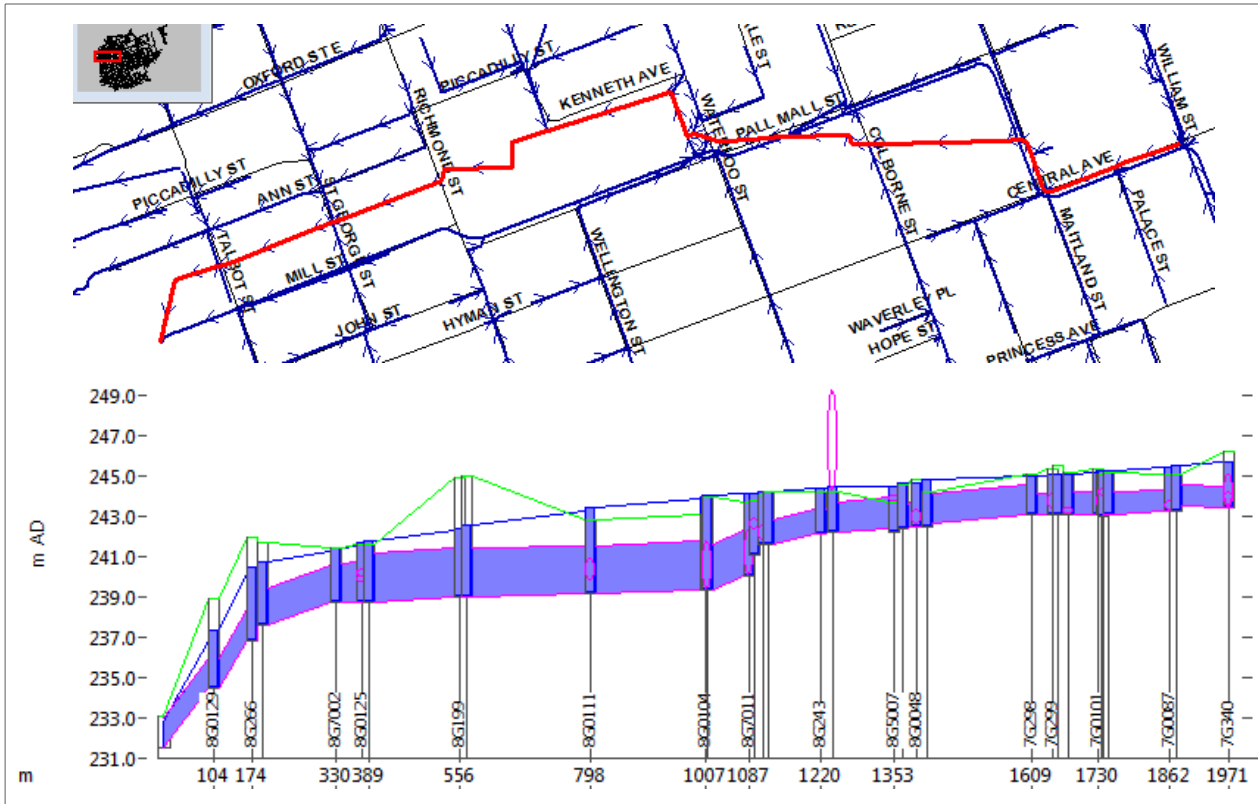 OXFORD ST E
PICCADILLY ST
KENNETH AVE
LE ST
WILLIAM ST
RICHMOND ST
WATERLOO ST
PALL MALL ST
COLBORNE ST
PICCADILLY ST
ANN ST
ST GEORGE ST
CENTRAL AVE
TALBOT ST
MILL ST
WELLINGTON ST
MAITLAND ST
PALACE ST
JOHN ST
HYMAN ST
WAVERLEY PL
HOPE ST
PRINCESS AVE
249.0
247.0
245.0
243.0
241.0
239.0
237.0
235.0
233.0
231.0
m AD
8G0129
8G266
8G7002
8G0125
8G199
8G0111
8G0104
8G7011
8G243
8G5007
8G0048
7G298
7G299
7G0101
7G0087
7G340
m 104 174 330 389 556 798 1007 1087 1220 1353 1609 1730 1862 1971